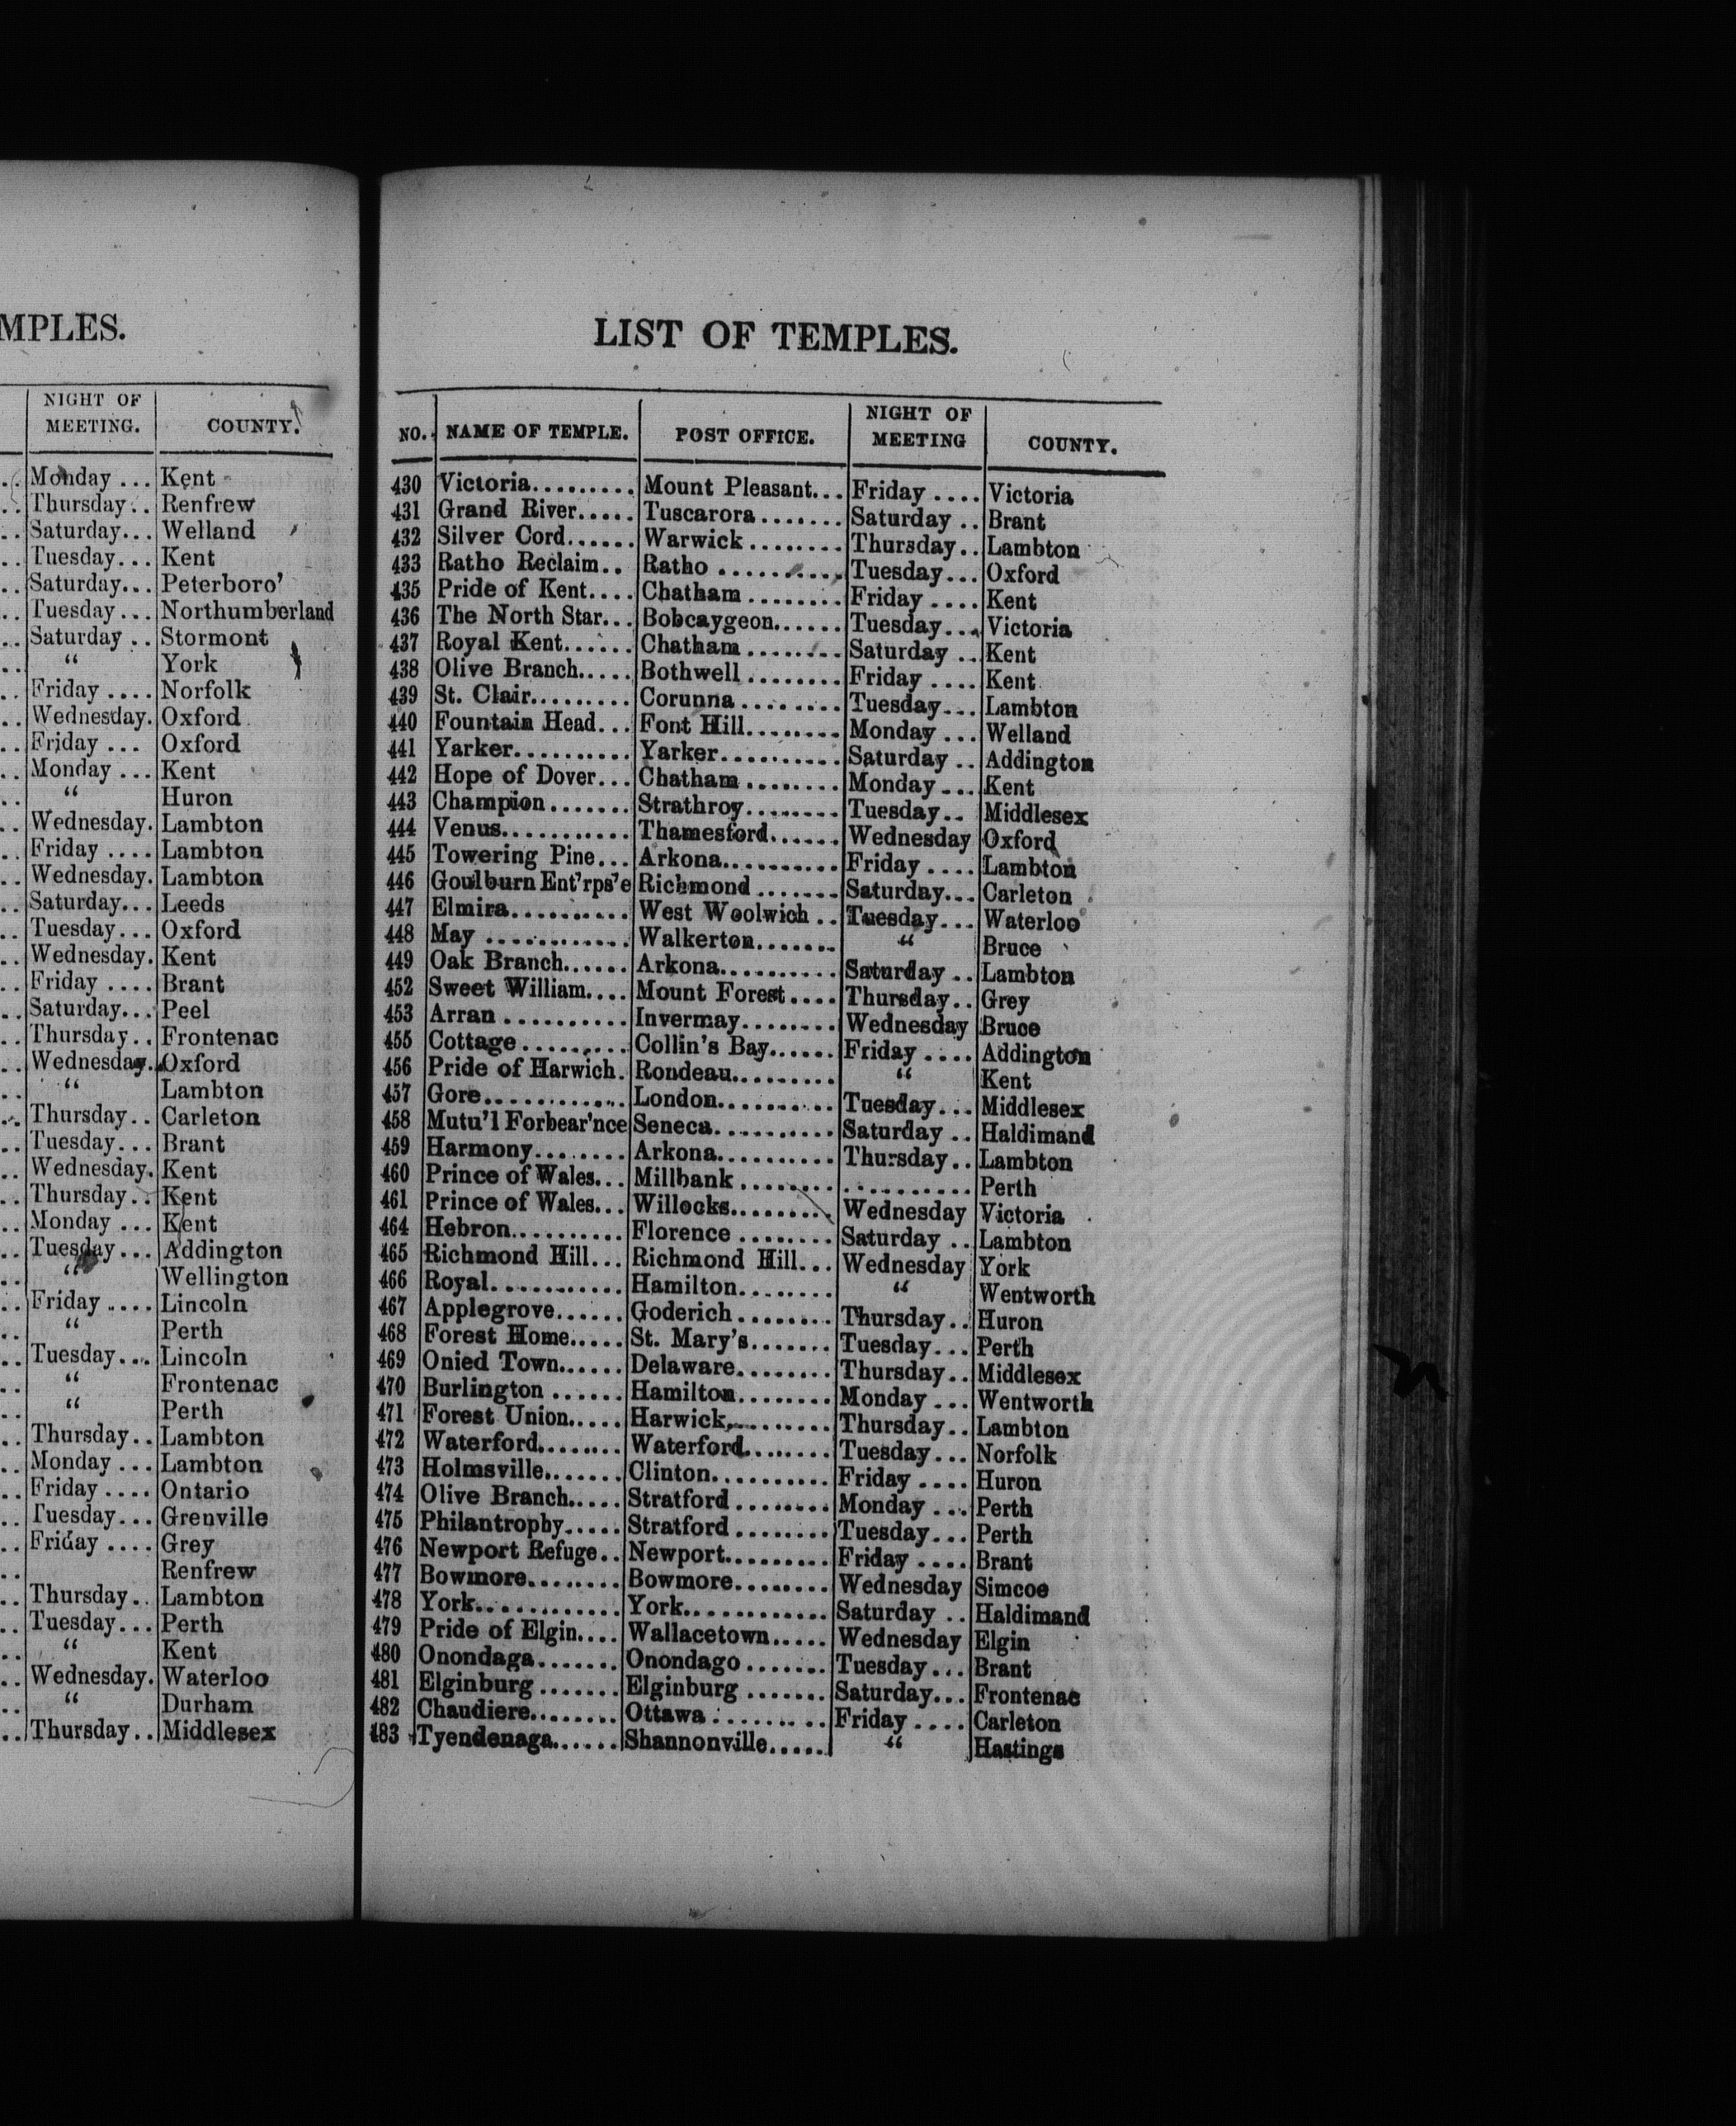 MPLES.
NIGHT OF
MEETING. COUNTY.
Monday ... Kent
Thursday.. Renfrew
Saturday... Welland
Tuesday... Kent
Saturday... Peterboro'
Tuesday... Northumberland
Saturday .. Stormont
" York
Friday .... Norfolk
Wednesday. Oxford
Friday ... Oxford
Monday ... Kent
" Huron
Wednesday. Lambton
Friday .... Lambton
Wednesday. Lambton
Saturday... Leeds
Tuesday... Oxford
Wednesday. Kent
Friday .... Brant
Saturday... Peel
Thursday.. Frontenac
Wednesday. Oxford
" Lambton
Thursday.. Carleton
Tuesday... Brant
Wednesday. Kent
Thursday.. Kent
Monday ... Kent
Tuesday... Addington
" Wellington
Friday .... Lincoln
" Perth
Tuesday... Lincoln
" Frontenac
" Perth
Thursday.. Lambton
Monday ... Lambton
Friday .... Ontario
Tuesday... Grenville
Friday .... Grey
Renfrew
Thursday.. Lambton
Tuesday... Perth
" Kent
Wednesday. Waterloo
" Durham
Thursday.. Middlesex
LIST OF TEMPLES.
NO. NAME OF TEMPLE. POST OFFICE. NIGHT OF MEETING COUNTY.
430 Victoria......... Mount Pleasant... Friday .... Victoria
431 Grand River..... Tuscarora....... Saturday .. Brant
432 Silver Cord...... Warwick........ Thursday.. Lambton
433 Ratho Reclaim.. Ratho .......... Tuesday... Oxford
435 Pride of Kent.... Chatham........ Friday .... Kent
436 The North Star... Bobcaygeon...... Tuesday... Victoria
437 Royal Kent...... Chatham........ Saturday .. Kent
438 Olive Branch..... Bothwell........ Friday .... Kent
439 St. Clair......... Corunna........ Tuesday... Lambton
440 Fountain Head... Font Hill........ Monday ... Welland
441 Yarker.......... Yarker.......... Saturday .. Addington
442 Hope of Dover... Chatham........ Monday ... Kent
443 Champion....... Strathroy........ Tuesday.. Middlesex
444 Venus........... Thamesford...... Wednesday Oxford
445 Towering Pine... Arkona.......... Friday .... Lambton
446 Goulburn Ent'rps'e Richmond ....... Saturday... Carleton
447 Elmira.......... West Woolwich .. Tuesday... Waterloo
448 May ............ Walkerton....... " Bruce
449 Oak Branch...... Arkona.......... Saturday .. Lambton
452 Sweet William.... Mount Forest.... Thursday.. Grey
453 Arran .......... Invermay........ Wednesday Bruce
455 Cottage......... Collin's Bay...... Friday .... Addington
456 Pride of Harwich. Rondeau......... " Kent
457 Gore............ London.......... Tuesday... Middlesex
458 Mutu'l Forbear'nce Seneca.......... Saturday .. Haldimand
459 Harmony........ Arkona.......... Thursday.. Lambton
460 Prince of Wales... Millbank........ .......... Perth
461 Prince of Wales... Willocks......... Wednesday Victoria
464 Hebron.......... Florence ........ Saturday .. Lambton
465 Richmond Hill... Richmond Hill... Wednesday York
466 Royal........... Hamilton........ " Wentworth
467 Applegrove...... Goderich........ Thursday.. Huron
468 Forest Home..... St. Mary's....... Tuesday... Perth
469 Onied Town...... Delaware........ Thursday.. Middlesex
470 Burlington ...... Hamilton........ Monday ... Wentworth
471 Forest Union..... Harwick......... Thursday.. Lambton
472 Waterford........ Waterford........ Tuesday... Norfolk
473 Holmsville....... Clinton.......... Friday .... Huron
474 Olive Branch..... Stratford........ Monday ... Perth
475 Philantrophy..... Stratford........ Tuesday... Perth
476 Newport Refuge.. Newport......... Friday .... Brant
477 Bowmore........ Bowmore........ Wednesday Simcoe
478 York............ York............ Saturday .. Haldimand
479 Pride of Elgin.... Wallacetown..... Wednesday Elgin
480 Onondaga....... Onondago....... Tuesday... Brant
481 Elginburg ....... Elginburg ....... Saturday... Frontenac
482 Chaudiere........ Ottawa .......... Friday .... Carleton
483 Tyendenaga...... Shannonville..... " Hastings